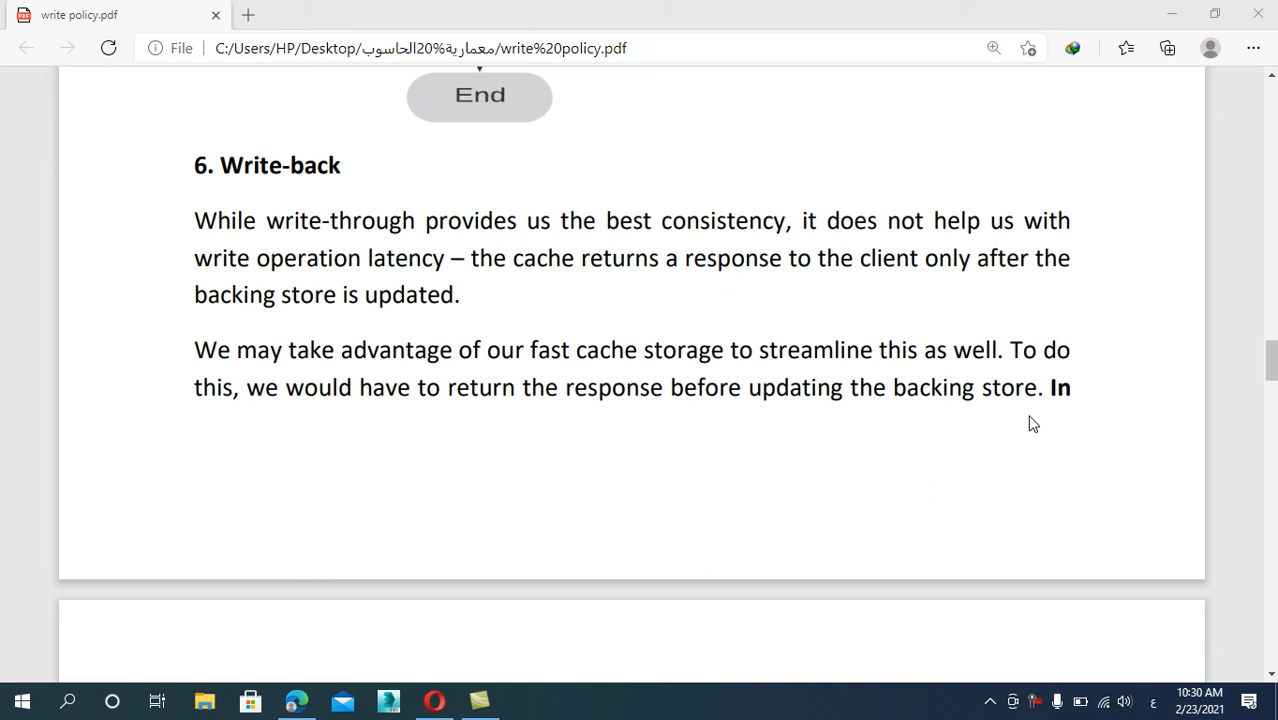 write policy.pdf
File C:/Users/HP/Desktop/معمارية%20الحاسوب/write%20policy.pdf
End
6. Write-back
While write-through provides us the best consistency, it does not help us with
write operation latency – the cache returns a response to the client only after the
backing store is updated.
We may take advantage of our fast cache storage to streamline this as well. To do
this, we would have to return the response before updating the backing store. In
ع
10:30 AM
2/23/2021